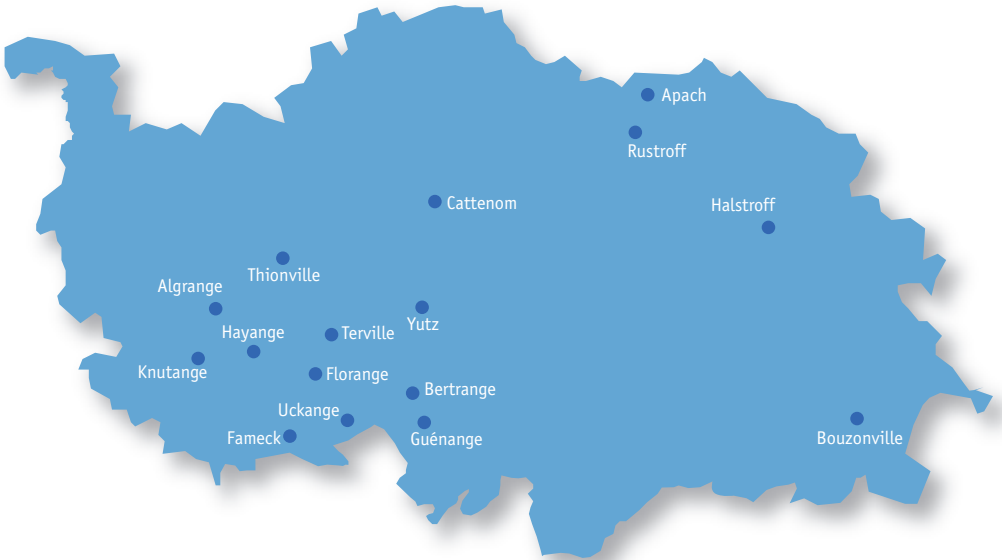 Apach
Rustroff
Cattenom
Halstroff
Thionville
Algrange
Yutz
Hayange
Terville
Knutange
Florange
Bertrange
Uckange
Fameck
Guénange
Bouzonville